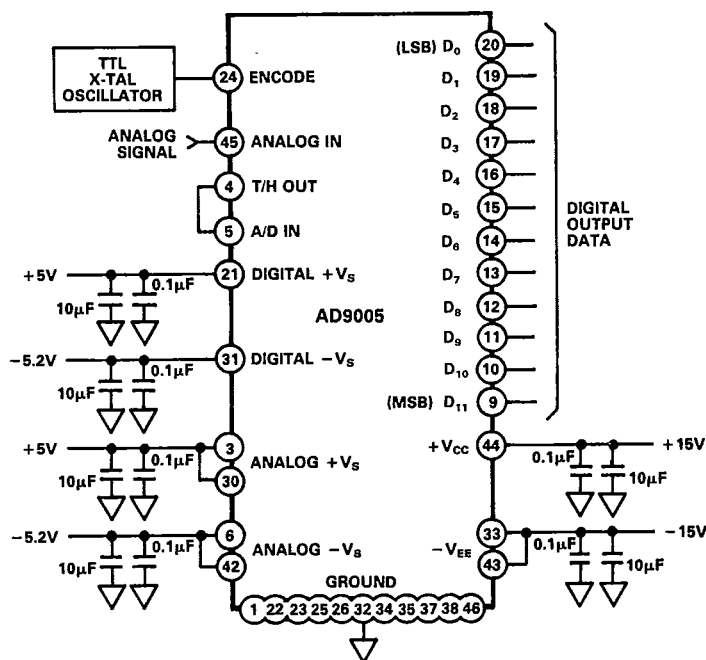 TTL
X-TAL
OSCILLATOR
24 ENCODE
ANALOG
SIGNAL
45 ANALOG IN
4 T/H OUT
5 A/D IN
+5V
10µF
0.1µF
21 DIGITAL +VS
-5.2V
10µF
0.1µF
31 DIGITAL -VS
+5V
10µF
0.1µF
3
30
ANALOG +VS
-5.2V
10µF
0.1µF
6
42
ANALOG -VS
AD9005
(LSB) D0 20
D1 19
D2 18
D3 17
D4 16
D5 15
D6 14
D7 13
D8 12
D9 11
D10 10
(MSB) D11 9
DIGITAL
OUTPUT
DATA
+VCC 44
+15V
0.1µF
10µF
-VEE
33
43
-15V
0.1µF
10µF
GROUND
1 22 23 25 26 32 34 35 37 38 46